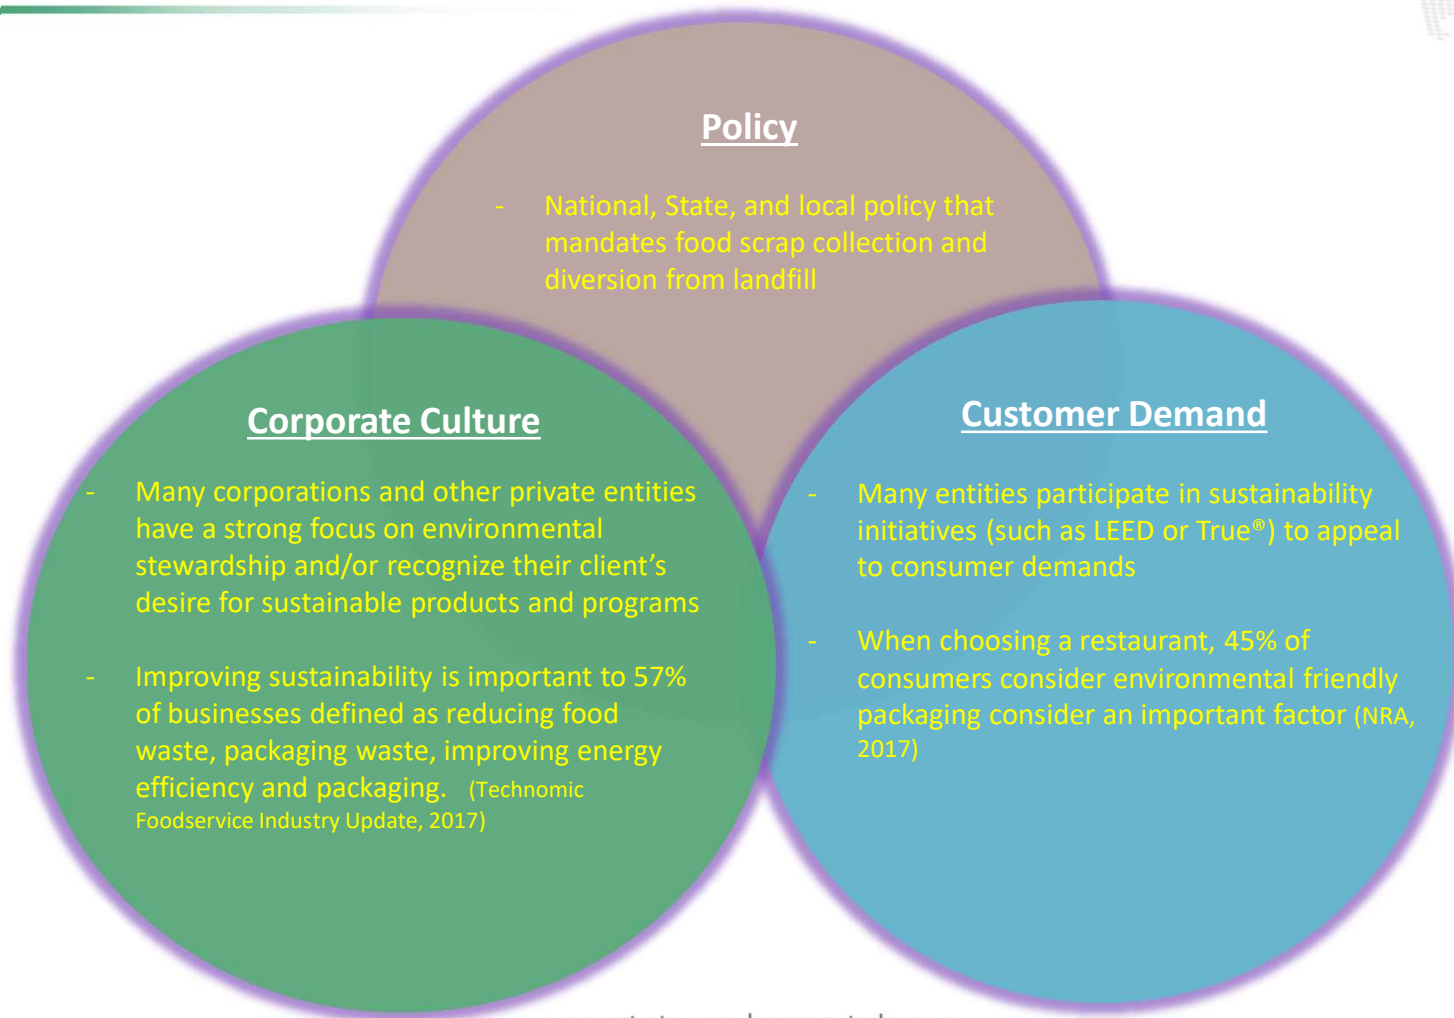 Policy
- National, State, and local policy that
mandates food scrap collection and
diversion from landfill
Corporate Culture
- Many corporations and other private entities
have a strong focus on environmental
stewardship and/or recognize their client’s
desire for sustainable products and programs
- Improving sustainability is important to 57%
of businesses defined as reducing food
waste, packaging waste, improving energy
efficiency and packaging. (Technomic
Foodservice Industry Update, 2017)
Customer Demand
- Many entities participate in sustainability
initiatives (such as LEED or True®) to appeal
to consumer demands
- When choosing a restaurant, 45% of
consumers consider environmental friendly
packaging consider an important factor (NRA,
2017)